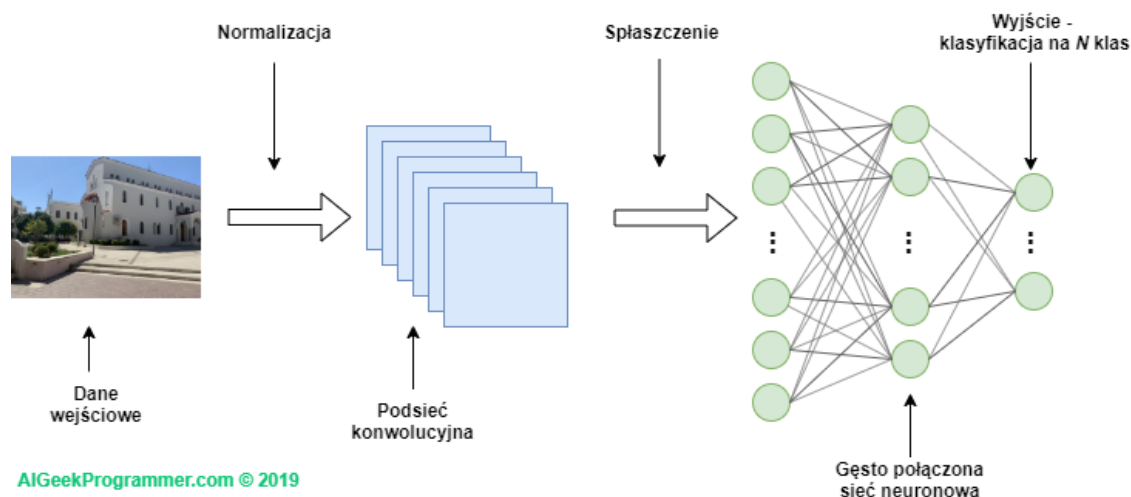 Normalizacja
Spłaszczenie
Wyjście -
klasyfikacja na N klas
Dane
wejściowe
Podsieć
konwolucyjna
Gęsto połączona
sieć neuronowa
AIGeekProgrammer.com © 2019